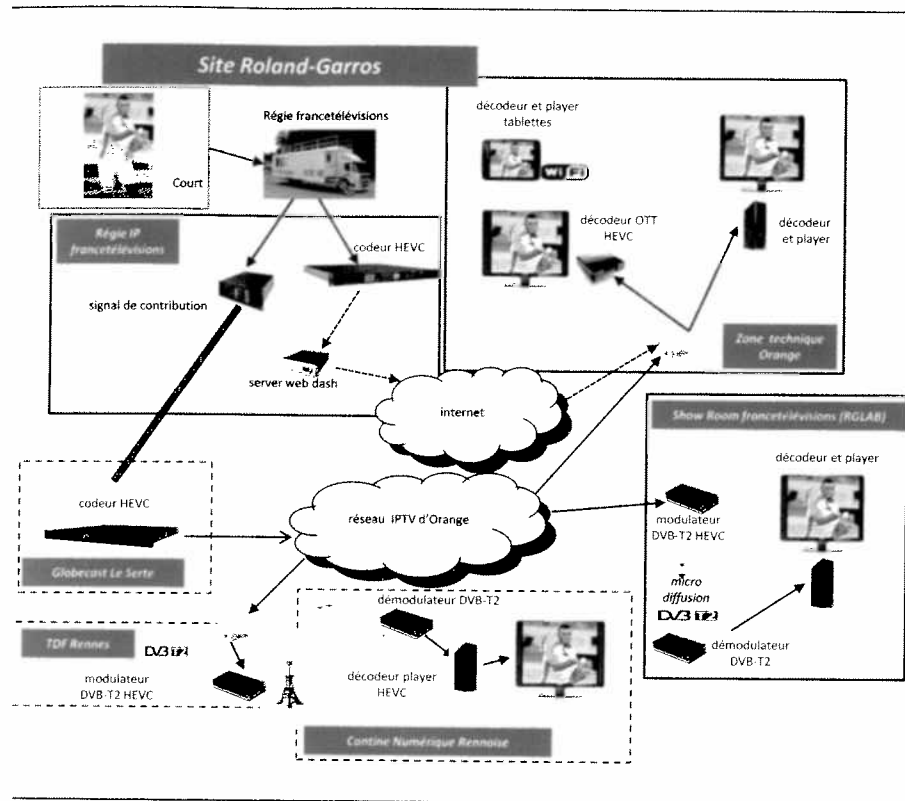 Site Roland-Garros
Régie francetélévisions
Court
décodeur et player
tablettes
WiFi
décodeur OTT
HEVC
décodeur
et player
Zone technique
Orange
Régie IP
francetélévisions
codeur HEVC
signal de contribution
server web dash
internet
Show Room francetélévisions (RGLAB)
décodeur et player
modulateur
DVB-T2 HEVC
micro
diffusion
DVB T2
démodulateur
DVB-T2
codeur HEVC
Globecast Le Serte
réseau IPTV d'Orange
TDF Rennes
DVB T2
modulateur
DVB-T2 HEVC
démodulateur DVB-T2
décodeur player
HEVC
Cantine Numérique Rennaise